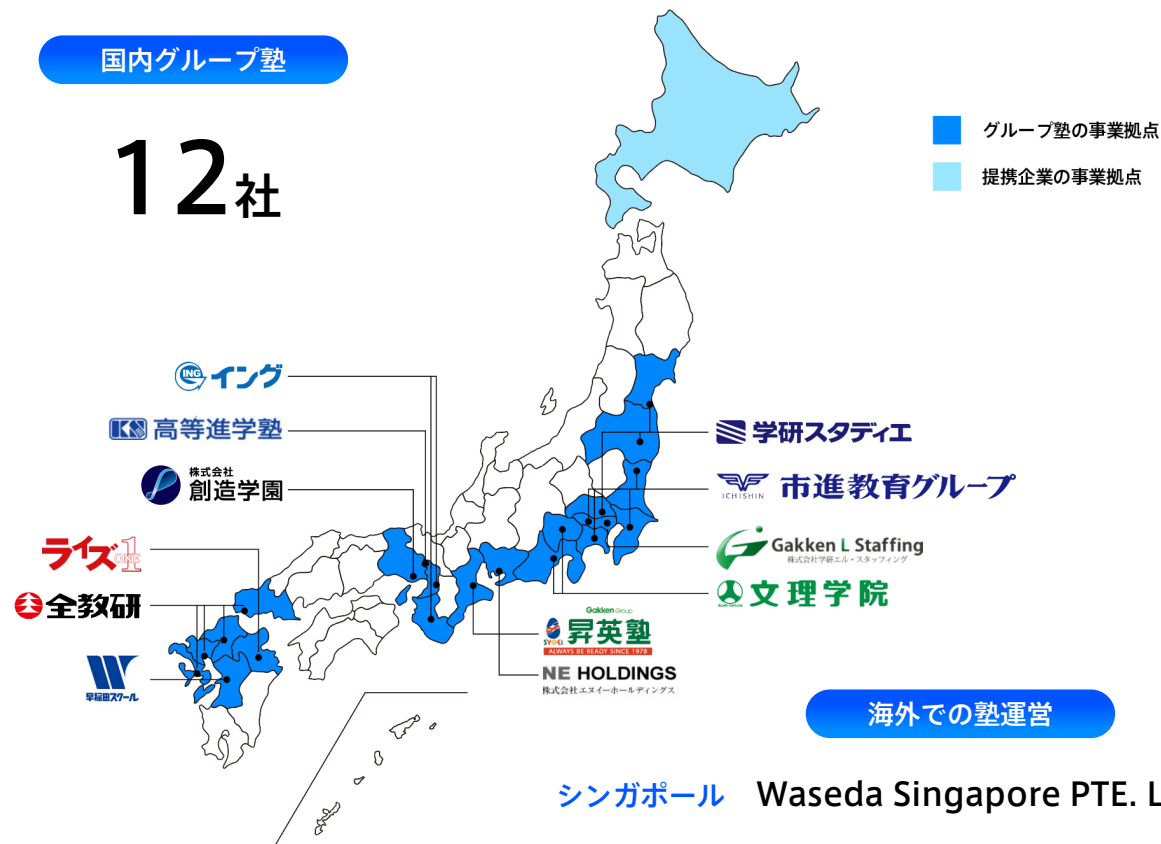 国内グループ塾
12社
グループ塾の事業拠点
提携企業の事業拠点
ING イング
KS 高等進学塾
株式会社
創造学園
ライズ1
ONE
全教研
W
早稲田スクール
学研スタディエ
ICHISHIN 市進教育グループ
Gakken L Staffing
株式会社学研エル・スタッフィング
文理学院
Gakken Group
昇英塾
SYOEI
ALWAYS BE READY SINCE 1978
NE HOLDINGS
株式会社エヌイーホールディングス
海外での塾運営
シンガポール Waseda Singapore PTE. L